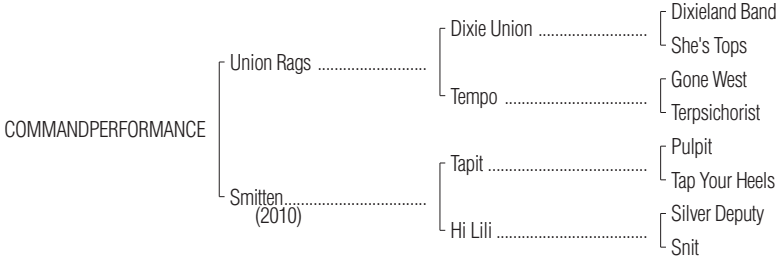 Dixieland Band
Dixie Union ..........................
She's Tops
Union Rags ..........................
Gone West
Tempo ..................................
Terpsichorist
COMMANDPERFORMANCE
Pulpit
Tapit ......................................
Tap Your Heels
Smitten..................................
(2010)
Silver Deputy
Hi Lili ....................................
Snit